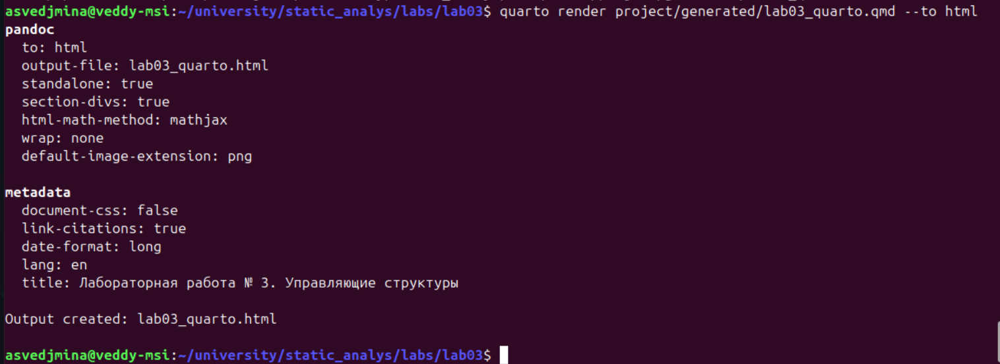 asvedjmina@veddy-msi:~/university/static_analys/labs/lab03$ quarto render project/generated/lab03_quarto.qmd --to html
pandoc
  to: html
  output-file: lab03_quarto.html
  standalone: true
  section-divs: true
  html-math-method: mathjax
  wrap: none
  default-image-extension: png

metadata
  document-css: false
  link-citations: true
  date-format: long
  lang: en
  title: Лабораторная работа № 3. Управляющие структуры

Output created: lab03_quarto.html

asvedjmina@veddy-msi:~/university/static_analys/labs/lab03$